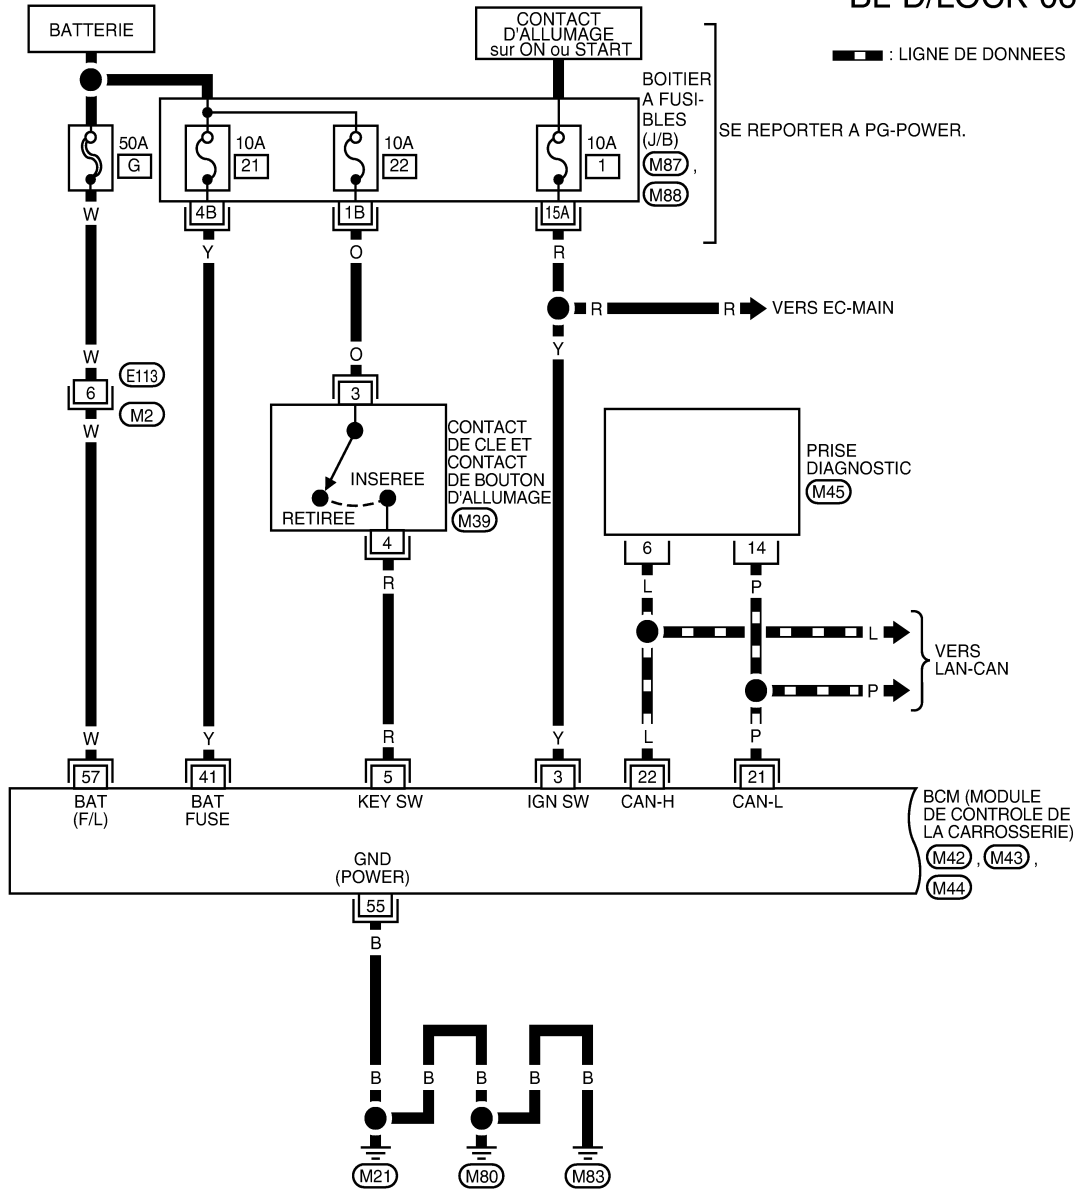 BATTERIE
CONTACT
D'ALLUMAGE
sur ON ou START
: LIGNE DE DONNEES
BOITIER
A FUSI-
BLES
(J/B)
M87 ,
M88
SE REPORTER A PG-POWER.
50A
G
10A
21
10A
22
10A
1
4B
1B
15A
W
Y
O
R
R
R
VERS EC-MAIN
Y
W
O
6
E113
M2
W
3
CONTACT
DE CLE ET
CONTACT
DE BOUTON
D'ALLUMAGE
M39
INSEREE
RETIREE
4
R
PRISE
DIAGNOSTIC
M45
6
14
L
P
L
P
VERS
LAN-CAN
W
Y
R
Y
L
P
57
41
5
3
22
21
BAT
(F/L)
BAT
FUSE
KEY SW
IGN SW
CAN-H
CAN-L
BCM (MODULE
DE CONTROLE DE
LA CARROSSERIE)
M42 , M43 ,
M44
GND
(POWER)
55
B
B
B
B
B
B
M21
M80
M83